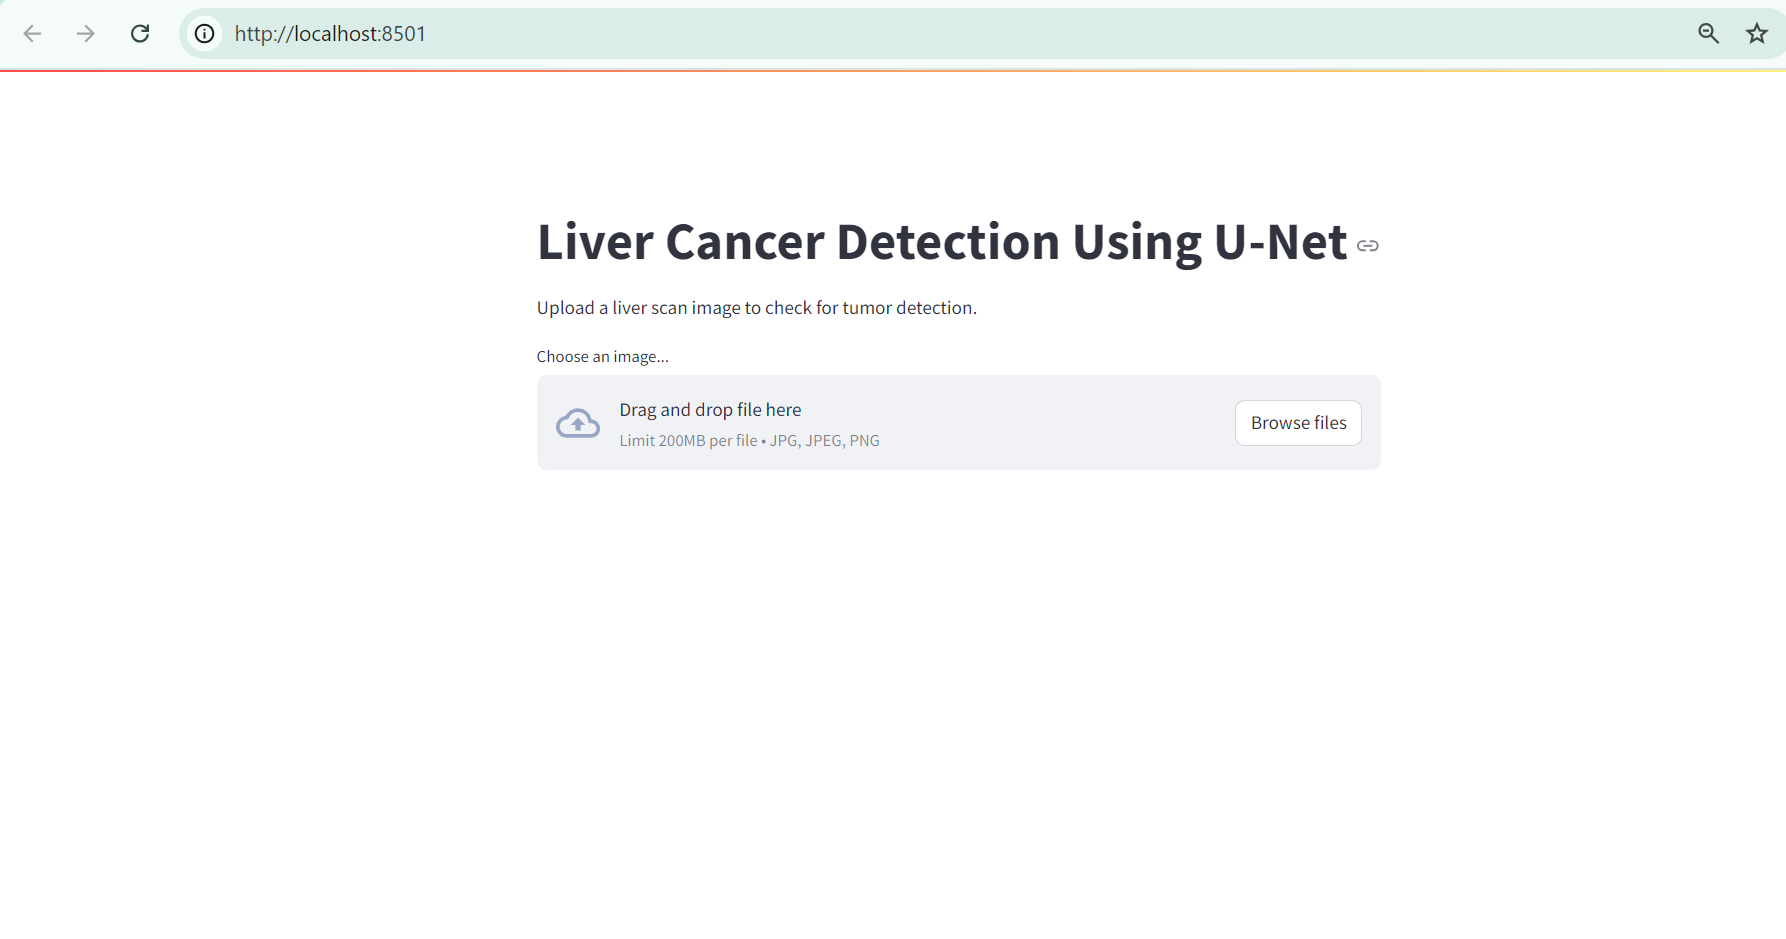 http://localhost:8501
Liver Cancer Detection Using U-Net
Upload a liver scan image to check for tumor detection.
Choose an image...
Drag and drop file here
Limit 200MB per file • JPG, JPEG, PNG
Browse files